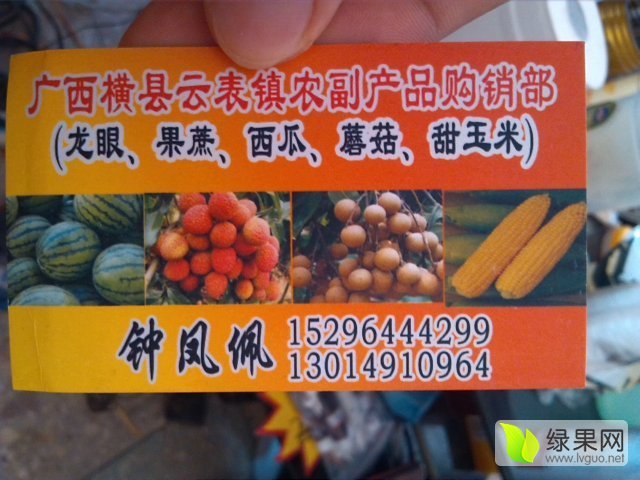 广西横县云表镇农副产品购销部
(龙眼、果蔗、西瓜、蘑菇、甜玉米)
钟凤佩
15296444299
13014910964
绿果网
www.lvguo.net